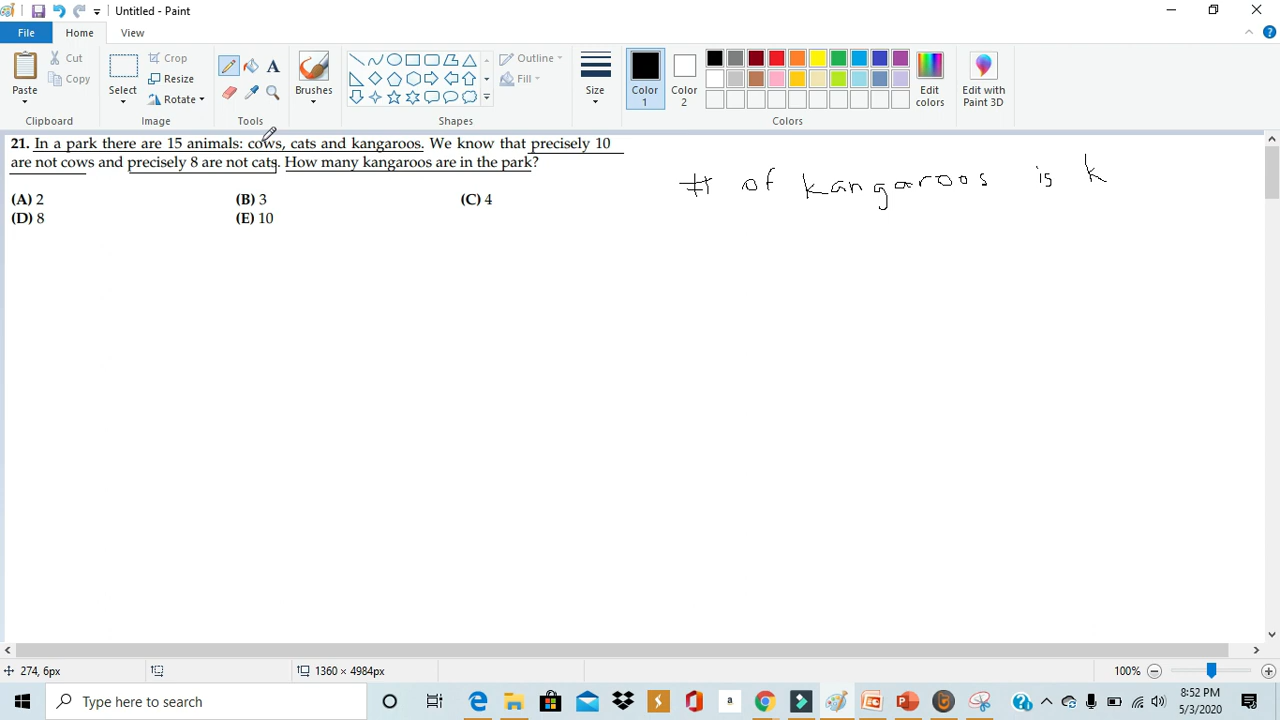 Untitled - Paint
File
Home
View
Paste
Cut
Copy
Clipboard
Select
Crop
Resize
Rotate
Image
Tools
Brushes
Outline
Fill
Shapes
Size
Color
1
Color
2
Edit
colors
Edit with
Paint 3D
Colors
21. In a park there are 15 animals: cows, cats and kangaroos. We know that precisely 10
are not cows and precisely 8 are not cats. How many kangaroos are in the park?
(A) 2 (B) 3 (C) 4
(D) 8 (E) 10
# of kangaroos is k
274, 6px
1360 × 4984px
100%
Type here to search
8:52 PM
5/3/2020